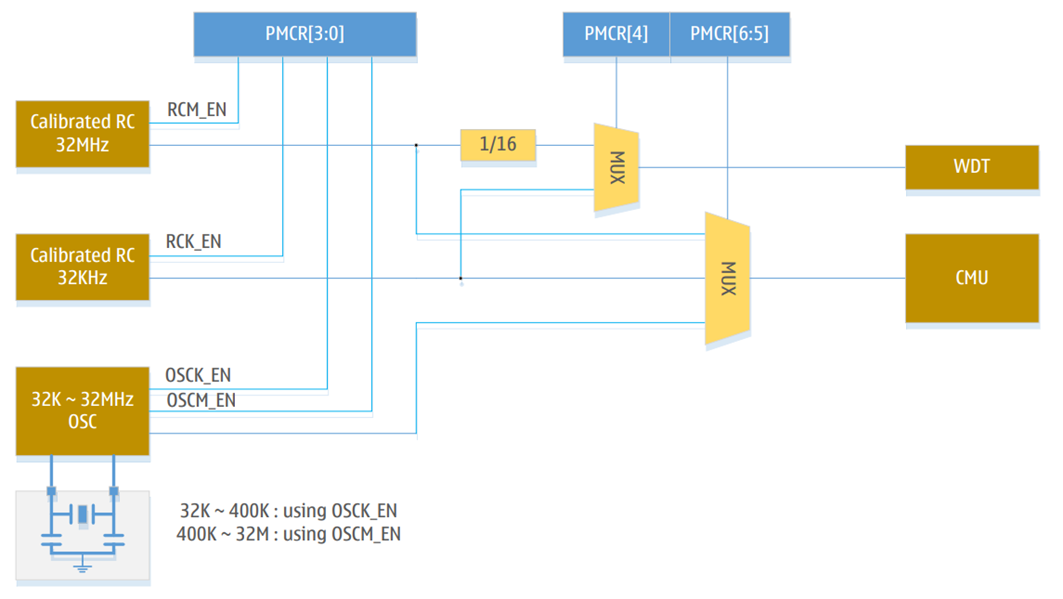 PMCR[3:0]
PMCR[4]
PMCR[6:5]
RCM_EN
Calibrated RC
32MHz
1/16
MUX
WDT
RCK_EN
Calibrated RC
32KHz
MUX
CMU
OSCK_EN
OSCM_EN
32K ~ 32MHz
OSC
32K ~ 400K : using OSCK_EN
400K ~ 32M : using OSCM_EN